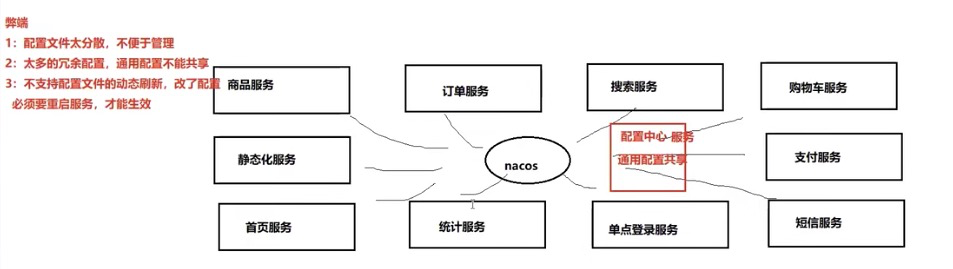 弊端
1：配置文件太分散，不便于管理
2：太多的冗余配置，通用配置不能共享
3：不支持配置文件的动态刷新，改了配置
必须要重启服务，才能生效
商品服务
订单服务
搜索服务
购物车服务
静态化服务
nacos
配置中心 服务
通用配置共享
支付服务
首页服务
统计服务
单点登录服务
短信服务